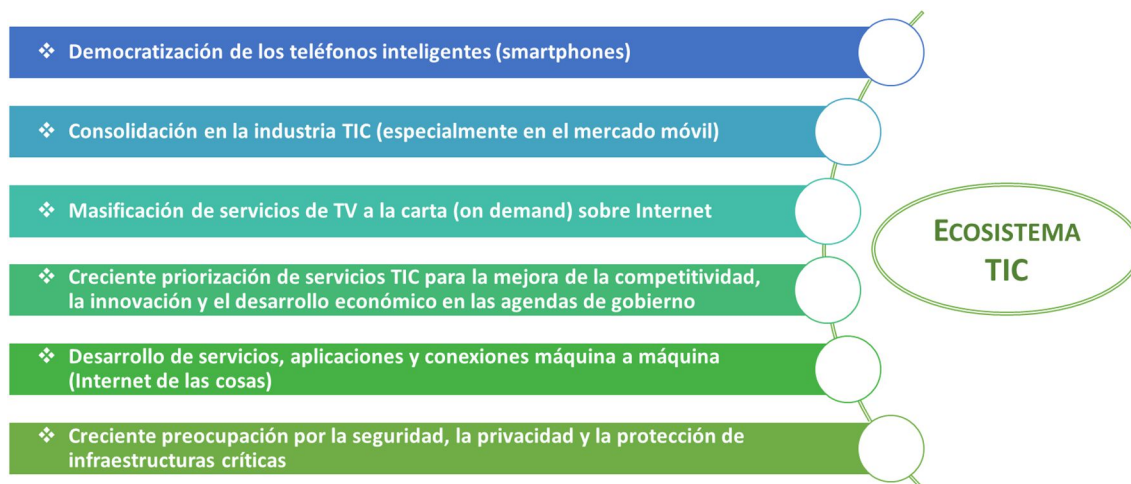 ❖ Democratización de los teléfonos inteligentes (smartphones)
❖ Consolidación en la industria TIC (especialmente en el mercado móvil)
❖ Masificación de servicios de TV a la carta (on demand) sobre Internet
❖ Creciente priorización de servicios TIC para la mejora de la competitividad,
la innovación y el desarrollo económico en las agendas de gobierno
❖ Desarrollo de servicios, aplicaciones y conexiones máquina a máquina
(Internet de las cosas)
❖ Creciente preocupación por la seguridad, la privacidad y la protección de
infraestructuras críticas
ECOSISTEMA
TIC